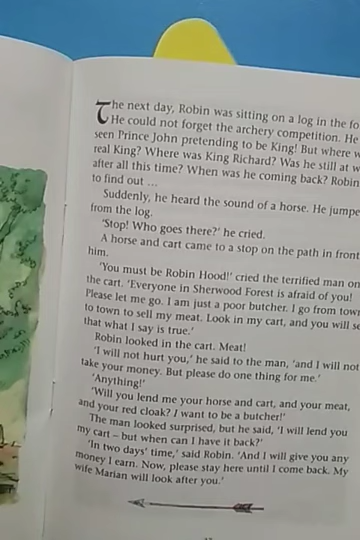 The next day, Robin was sitting on a log in the
He could not forget the archery competition. He
seen Prince John pretending to be King! But where
real King? Where was King Richard? Was he still at
after all this time? When was he coming back? Robin
to find out ...
Suddenly, he heard the sound of a horse. He
from the log.
'Stop! Who goes there?' he cried.
A horse and cart came to a stop on the path in front
him.
'You must be Robin Hood!' cried the terrified man on
the cart. 'Everyone in Sherwood Forest is afraid of you!
Please let me go. I am just a poor butcher. I go from
to town to sell my meat. Look in my cart, and you will
that what I say is true.'
Robin looked in the cart. Meat!
'I will not hurt you,' he said to the man, 'and I will not
take your money. But please do one thing for me.'
'Anything!'
'Will you lend me your horse and cart, and your meat,
and your red cloak? I want to be a butcher!'
The man looked surprised, but he said, 'I will lend you
my cart – but when can I have it back?'
'In two days' time,' said Robin. 'And I will give you any
money I earn. Now, please stay here until I come back. My
wife Marian will look after you.'